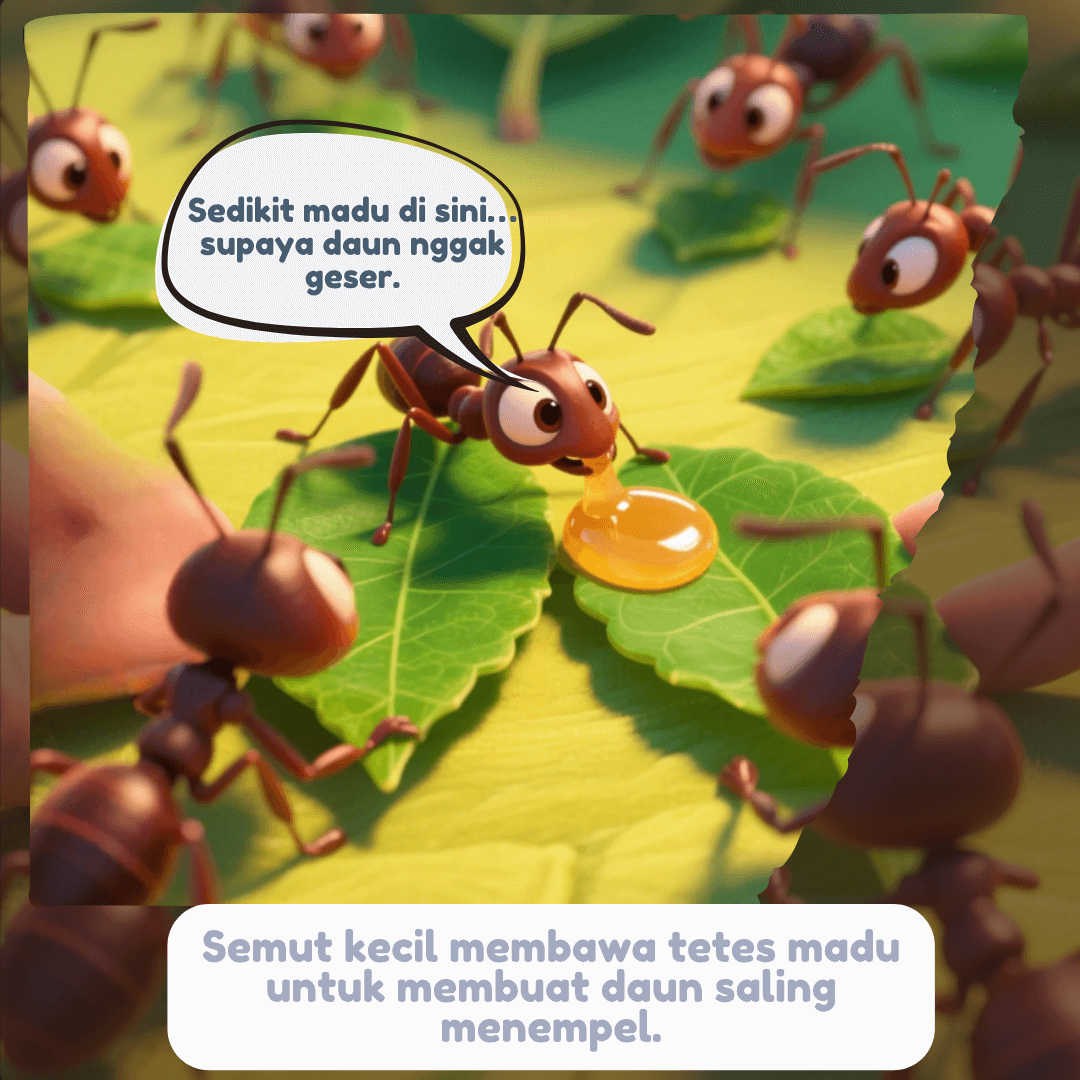 Sedikit madu di sini...
supaya daun nggak
geser.
Semut kecil membawa tetes madu
untuk membuat daun saling
menempel.